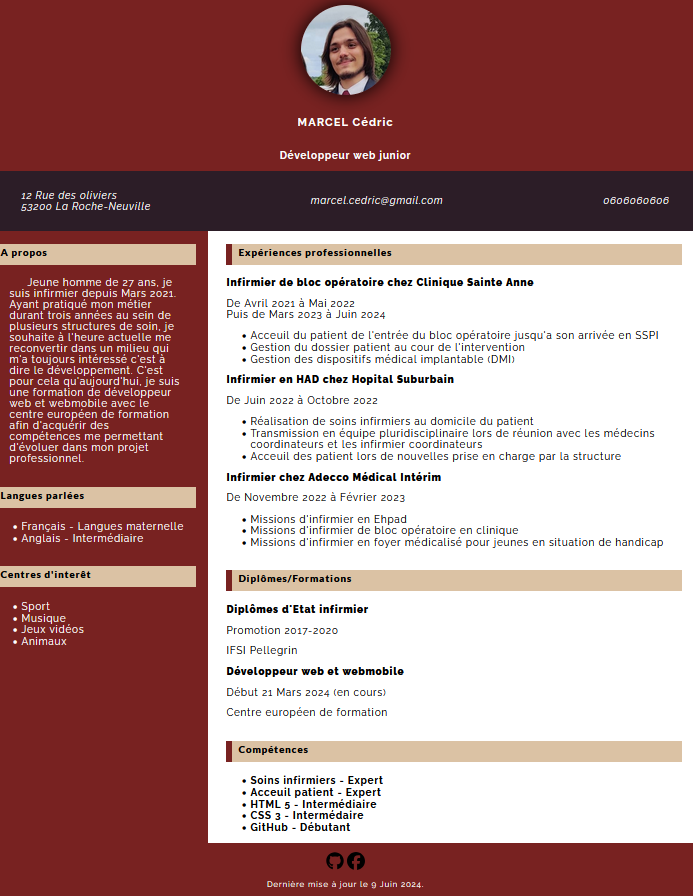 MARCEL Cédric
Développeur web junior
12 Rue des oliviers
53200 La Roche-Neuville
marcel.cedric@gmail.com
0606060606
A propos
Jeune homme de 27 ans, je
suis infirmier depuis Mars 2021.
Ayant pratiqué mon métier
durant trois années au sein de
plusieurs structures de soin, je
souhaite à l'heure actuelle me
reconvertir dans un milieu qui
m'a toujours intéressé c'est à
dire le développement. C'est
pour cela qu'aujourd'hui, je suis
une formation de développeur
web et webmobile avec le
centre européen de formation
afin d'acquérir des
compétences me permettant
d'évoluer dans mon projet
professionnel.
Langues parlées
• Français - Langues maternelle
• Anglais - Intermédiaire
Centres d'interêt
• Sport
• Musique
• Jeux vidéos
• Animaux
Expériences professionnelles
Infirmier de bloc opératoire chez Clinique Sainte Anne
De Avril 2021 à Mai 2022
Puis de Mars 2023 à Juin 2024
• Acceuil du patient de l'entrée du bloc opératoire jusqu'a son arrivée en SSPI
• Gestion du dossier patient au cour de l'intervention
• Gestion des dispositifs médical implantable (DMI)
Infirmier en HAD chez Hopital Suburbain
De Juin 2022 à Octobre 2022
• Réalisation de soins infirmiers au domicile du patient
• Transmission en équipe pluridisciplinaire lors de réunion avec les médecins
coordinateurs et les infirmier coordinateurs
• Acceuil des patient lors de nouvelles prise en charge par la structure
Infirmier chez Adecco Médical Intérim
De Novembre 2022 à Février 2023
• Missions d'infirmier en Ehpad
• Missions d'infirmier de bloc opératoire en clinique
• Missions d'infirmier en foyer médicalisé pour jeunes en situation de handicap
Diplômes/Formations
Diplômes d'Etat infirmier
Promotion 2017-2020
IFSI Pellegrin
Développeur web et webmobile
Début 21 Mars 2024 (en cours)
Centre européen de formation
Compétences
• Soins infirmiers - Expert
• Acceuil patient - Expert
• HTML 5 - Intermédiaire
• CSS 3 - Intermédaire
• GitHub - Débutant
Dernière mise à jour le 9 Juin 2024.